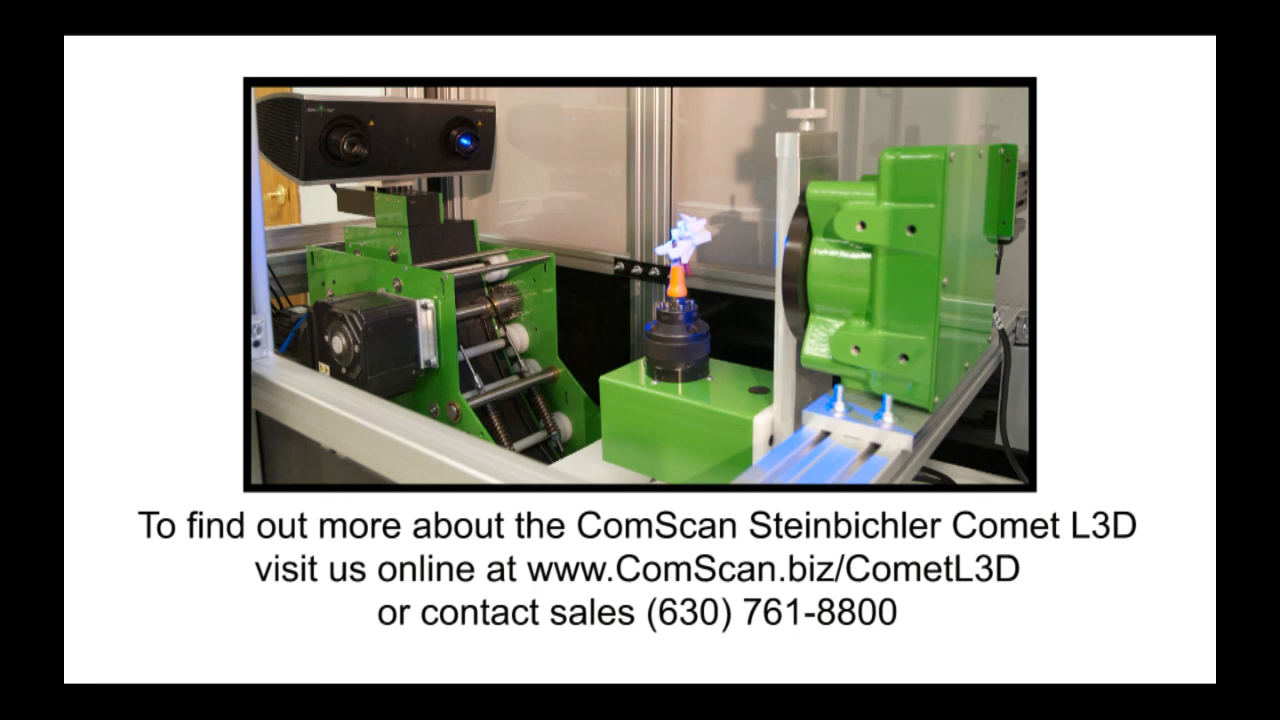 To find out more about the ComScan Steinbichler Comet L3D
visit us online at www.ComScan.biz/CometL3D
or contact sales (630) 761-8800